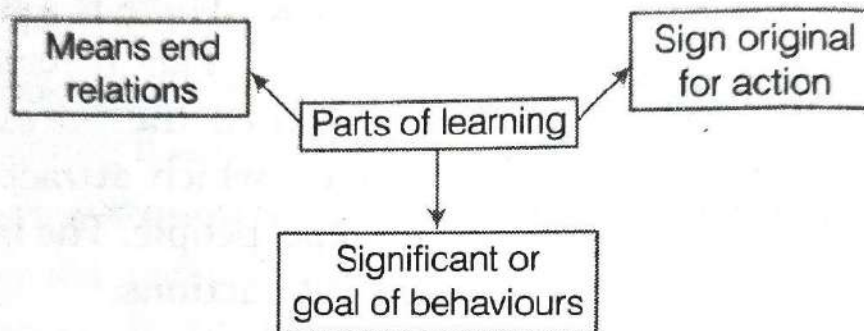 Means end
relations
Sign original
for action
Parts of learning
Significant or
goal of behaviours